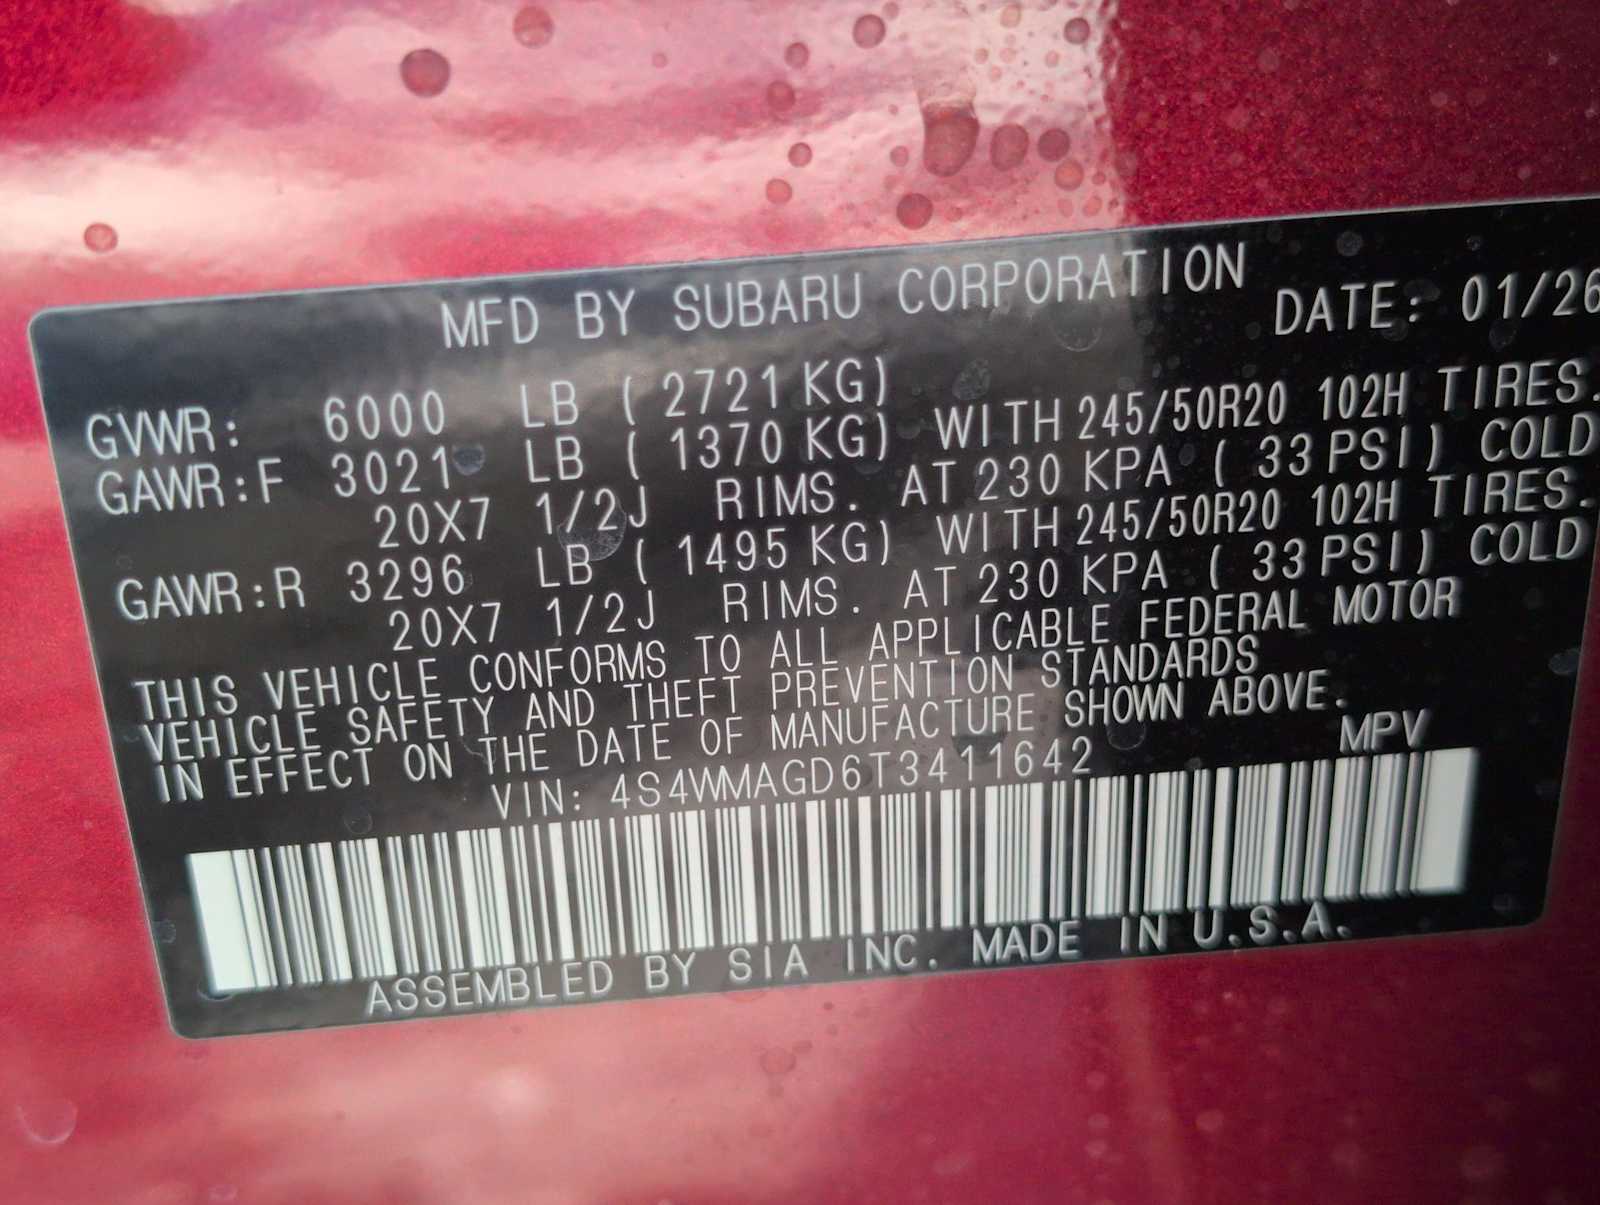 MFD BY SUBARU CORPORATION DATE: 01/26
GVWR: 6000 LB ( 2721 KG)
GAWR:F 3021 LB ( 1370 KG) WITH 245/50R20 102H TIRES.
20X7 1/2J RIMS. AT 230 KPA ( 33 PSI) COLD
GAWR:R 3296 LB ( 1495 KG) WITH 245/50R20 102H TIRES.
20X7 1/2J RIMS. AT 230 KPA ( 33 PSI) COLD
THIS VEHICLE CONFORMS TO ALL APPLICABLE FEDERAL MOTOR
VEHICLE SAFETY AND THEFT PREVENTION STANDARDS
IN EFFECT ON THE DATE OF MANUFACTURE SHOWN ABOVE.
VIN: 4S4WMAGD6T3411642 MPV
ASSEMBLED BY SIA INC. MADE IN U.S.A.